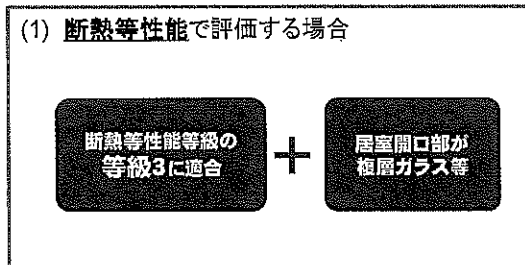 (1) 断熱等性能で評価する場合
断熱等性能等級の
等級3に適合
+
居室開口部が
複層ガラス等